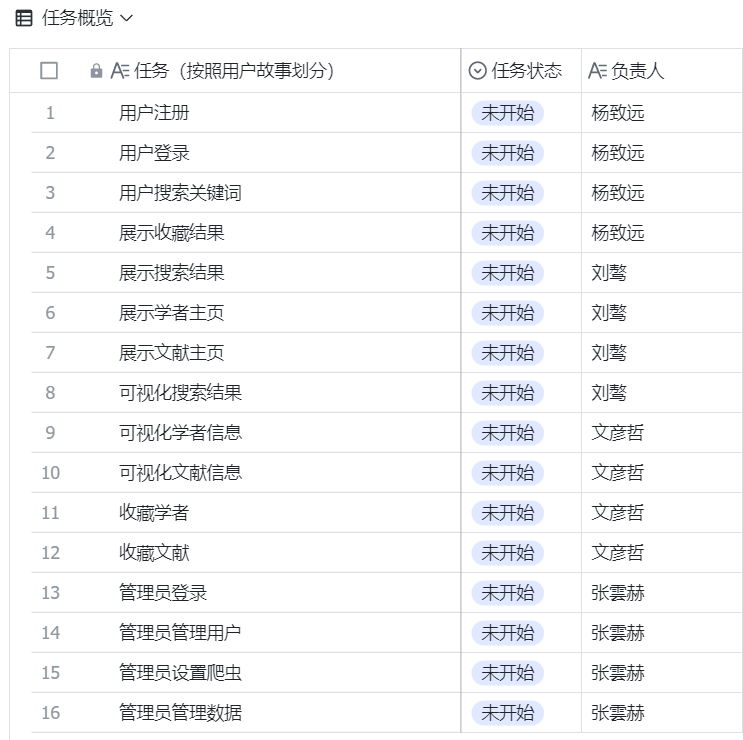 任务概览
任务（按照用户故事划分） 任务状态 负责人
1 用户注册 未开始 杨致远
2 用户登录 未开始 杨致远
3 用户搜索关键词 未开始 杨致远
4 展示收藏结果 未开始 杨致远
5 展示搜索结果 未开始 刘骜
6 展示学者主页 未开始 刘骜
7 展示文献主页 未开始 刘骜
8 可视化搜索结果 未开始 刘骜
9 可视化学者信息 未开始 文彦哲
10 可视化文献信息 未开始 文彦哲
11 收藏学者 未开始 文彦哲
12 收藏文献 未开始 文彦哲
13 管理员登录 未开始 张雲赫
14 管理员管理用户 未开始 张雲赫
15 管理员设置爬虫 未开始 张雲赫
16 管理员管理数据 未开始 张雲赫